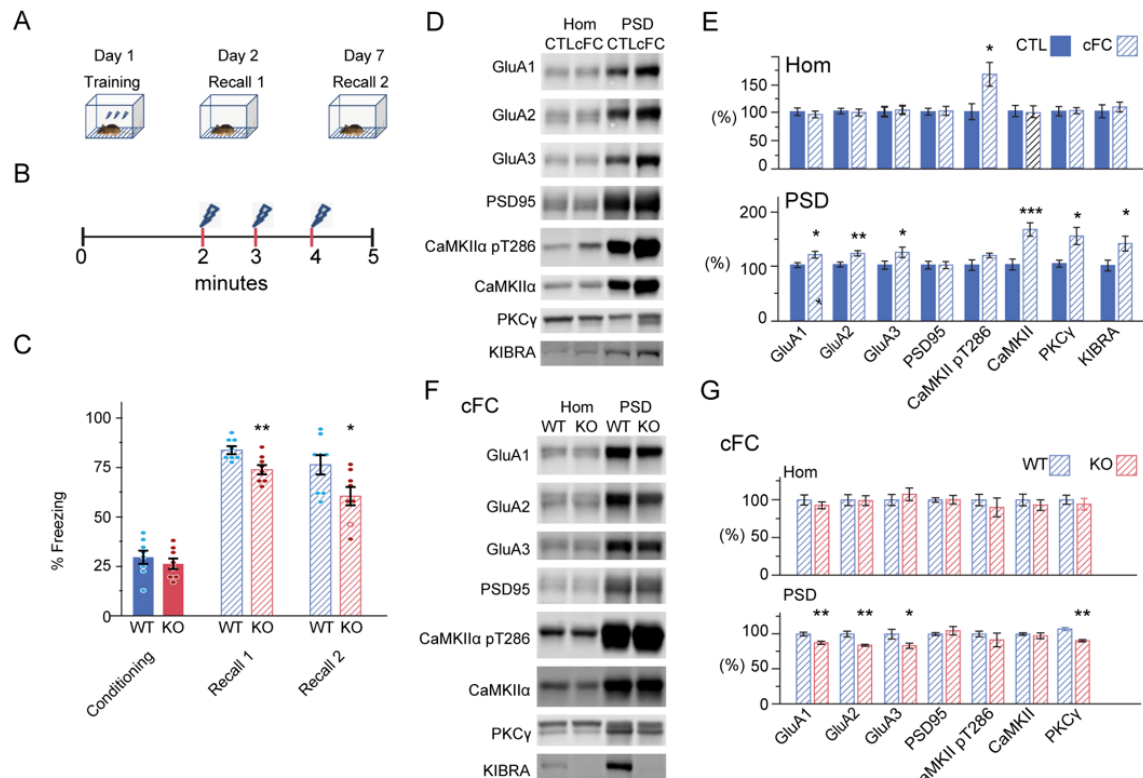 A
Day 1
Day 2
Day 7
Training
Recall 1
Recall 2
B
0
2
3
4
5
minutes
C
100
75
50
25
0
% Freezing
**
*
WT
KO
WT
KO
WT
KO
Conditioning
Recall 1
Recall 2
D
Hom
PSD
CTL
cFC
CTL
cFC
GluA1
GluA2
GluA3
PSD95
CaMKIIα pT286
CaMKIIα
PKCγ
KIBRA
E
CTL
cFC
Hom
200
150
(%)
100
50
0
*
PSD
200
(%)
100
0
*
**
*
***
*
*
GluA1
GluA2
GluA3
PSD95
CaMKII pT286
CaMKII
PKCγ
KIBRA
F
cFC
Hom
PSD
WT
KO
WT
KO
GluA1
GluA2
GluA3
PSD95
CaMKIIα pT286
CaMKIIα
PKCγ
KIBRA
G
cFC
WT
KO
Hom
150
100
(%)
50
0
PSD
150
100
(%)
50
0
**
**
*
**
GluA1
GluA2
GluA3
PSD95
CaMKII pT286
CaMKII
PKCγ